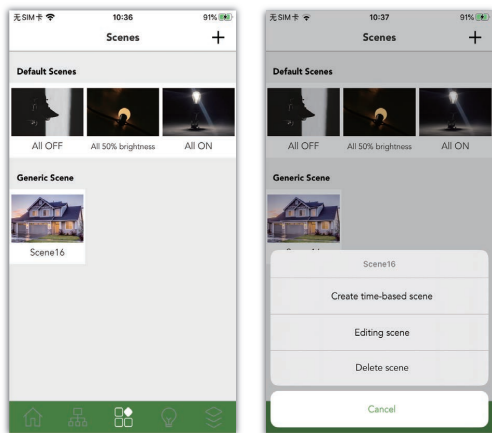 无SIM卡 10:36 91%
Scenes +
Default Scenes
All OFF All 50% brightness All ON
Generic Scene
Scene16
无SIM卡 10:37 91%
Scenes +
Default Scenes
All OFF All 50% brightness All ON
Generic Scene
Scene16
Create time-based scene
Editing scene
Delete scene
Cancel